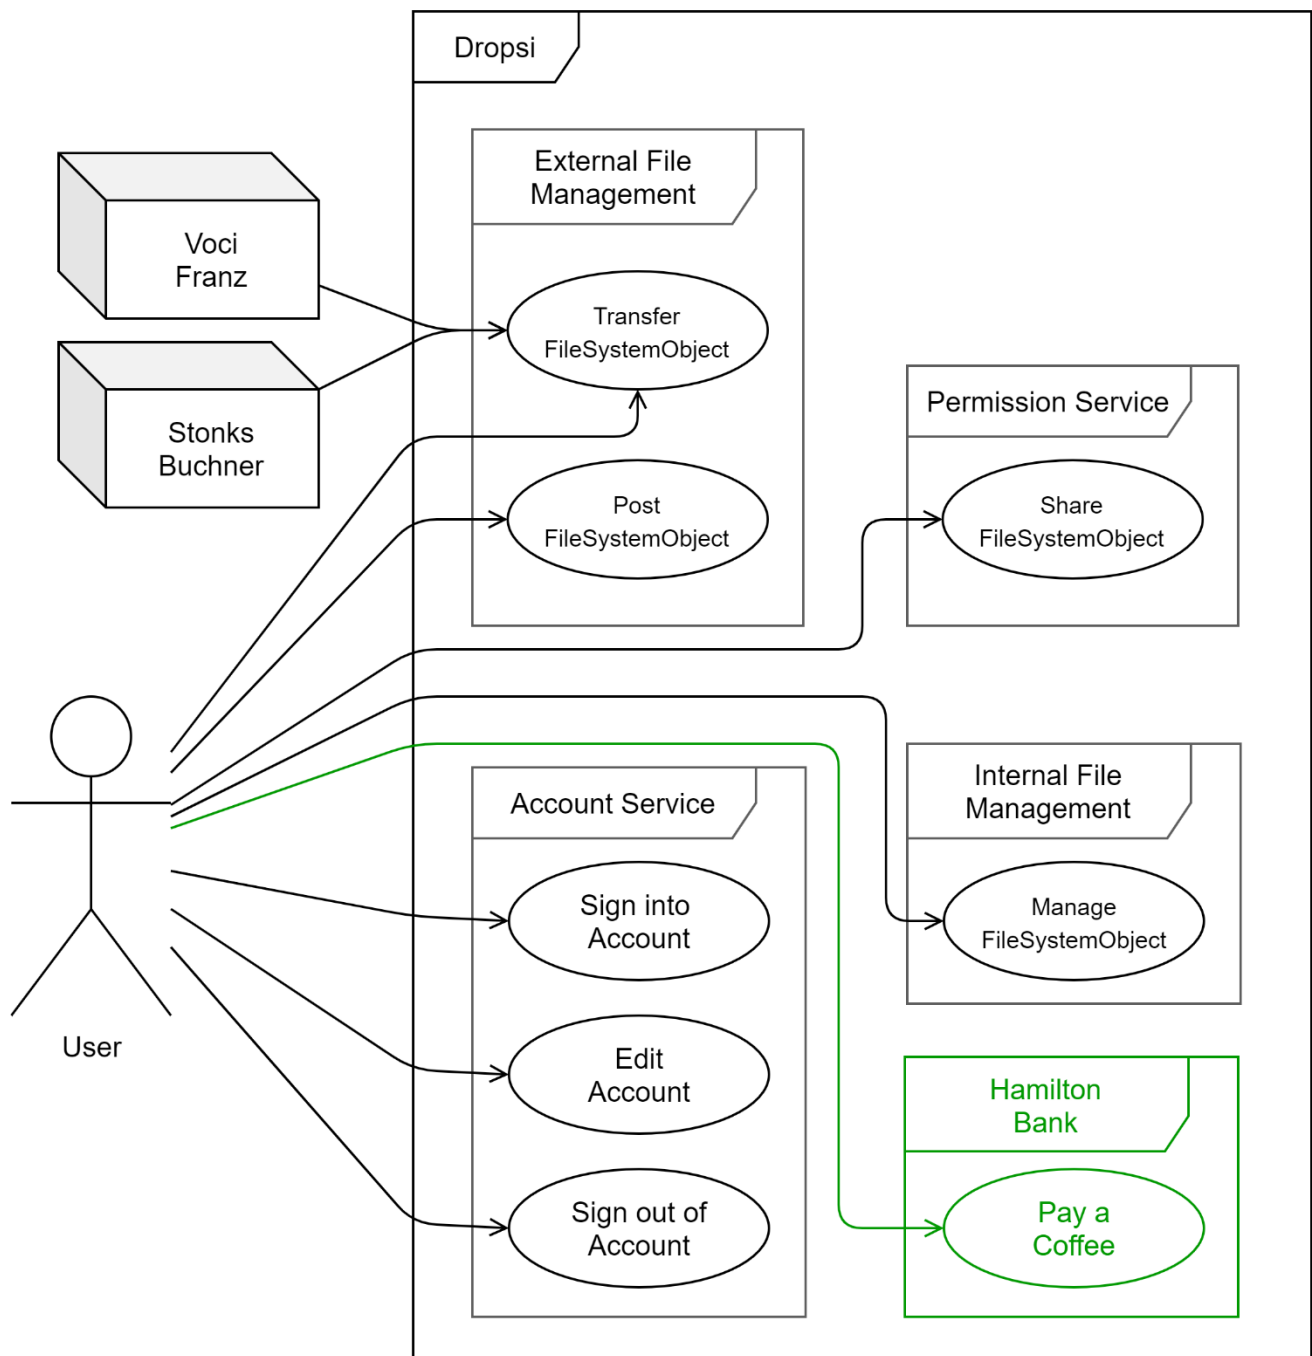 Dropsi
External File
Management
Voci
Franz
Transfer
FileSystemObject
Stonks
Buchner
Permission Service
Post
FileSystemObject
Share
FileSystemObject
Account Service
Internal File
Management
Sign into
Account
Manage
FileSystemObject
User
Edit
Account
Hamilton
Bank
Sign out of
Account
Pay a
Coffee